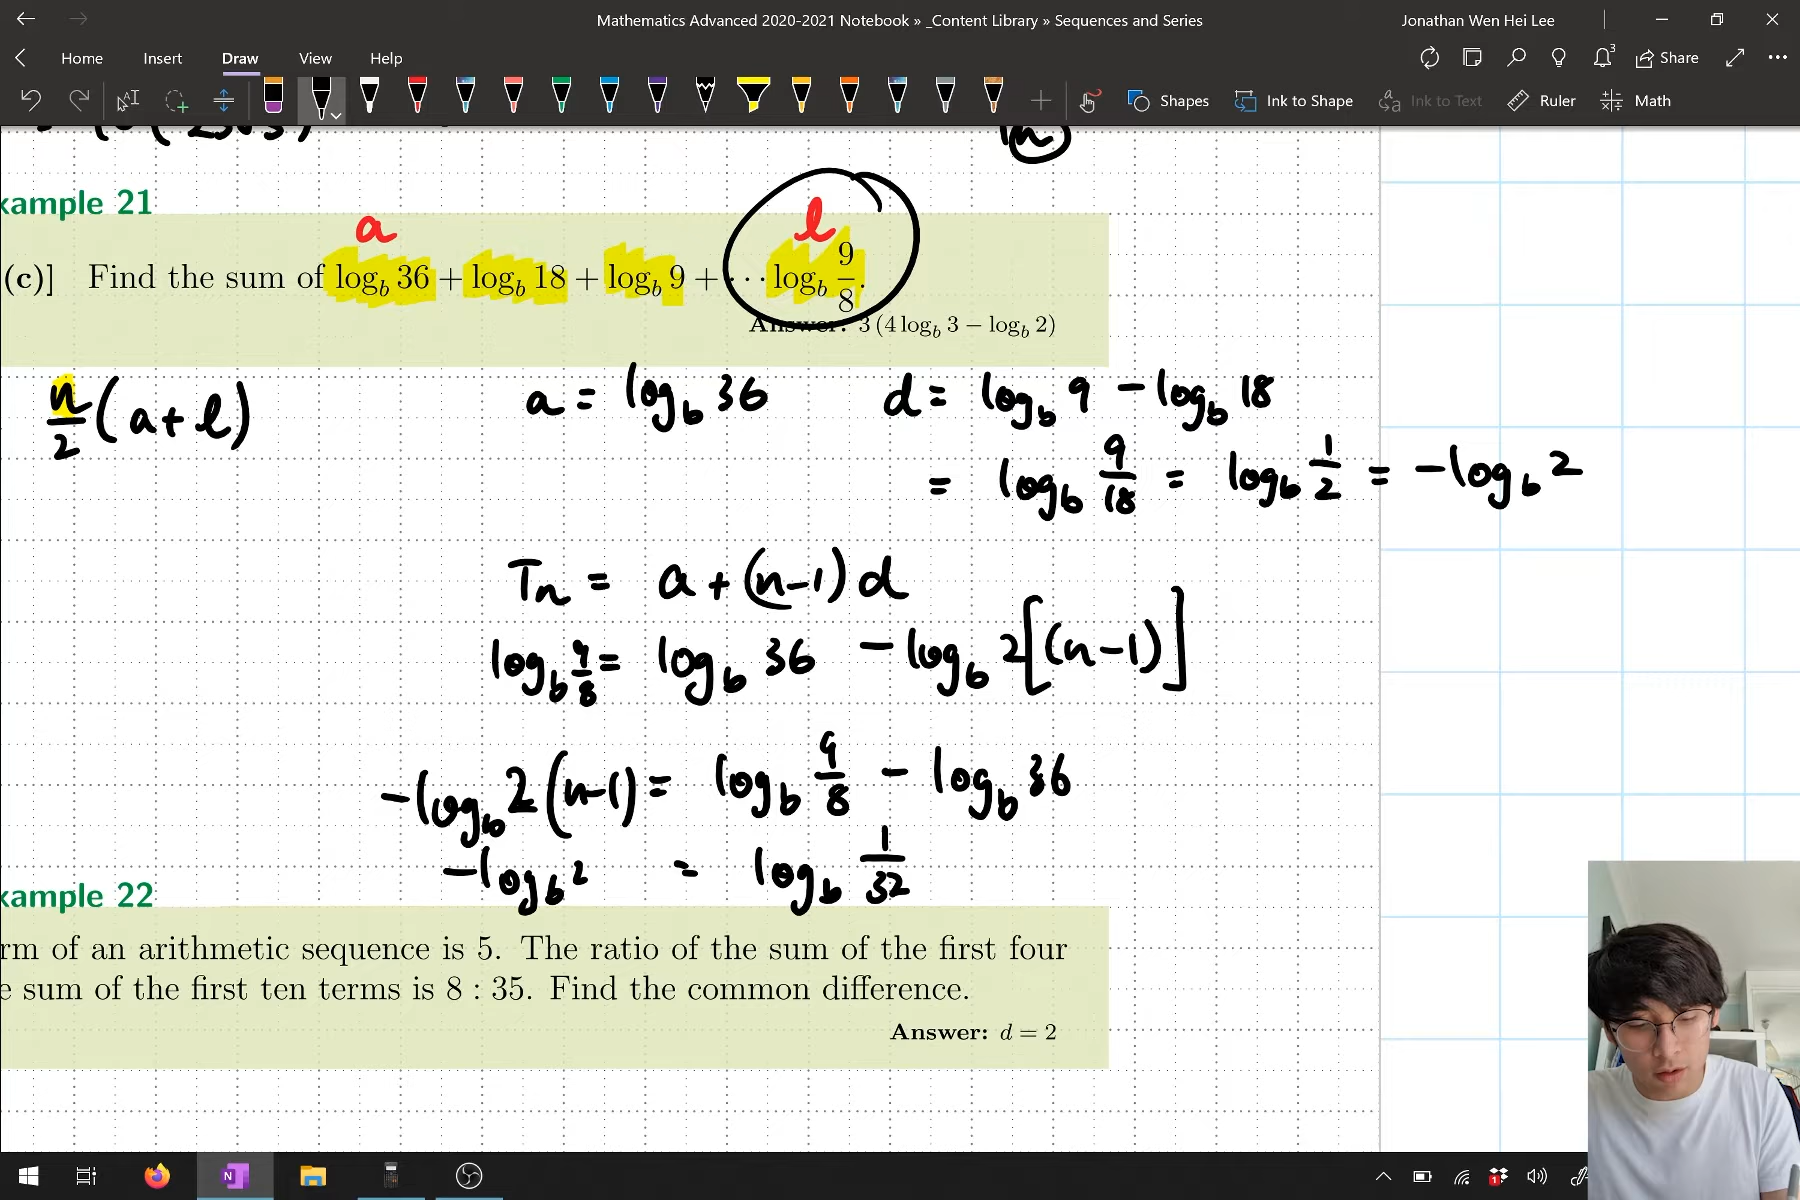 Mathematics Advanced 2020-2021 Notebook » _Content Library » Sequences and Series
Jonathan Wen Hei Lee
Home Insert Draw View Help
3 Share
Shapes Ink to Shape Ink to Text Ruler Math
xample 21
a
l
(c)] Find the sum of log_b 36 + log_b 18 + log_b 9 + ⋯ log_b 9/8.
Answer: 3 (4 log_b 3 − log_b 2)
n/2 (a + l)
a = log_b 36
d = log_b 9 − log_b 18
= log_b 9/18 = log_b 1/2 = −log_b 2
Tn = a + (n−1) d
log_b 9/8 = log_b 36 − log_b 2[(n−1)]
−log_b 2 (n−1) = log_b 9/8 − log_b 36
−log_b 2 = log_b 1/32
xample 22
rm of an arithmetic sequence is 5. The ratio of the sum of the first four
e sum of the first ten terms is 8 : 35. Find the common difference.
Answer: d = 2